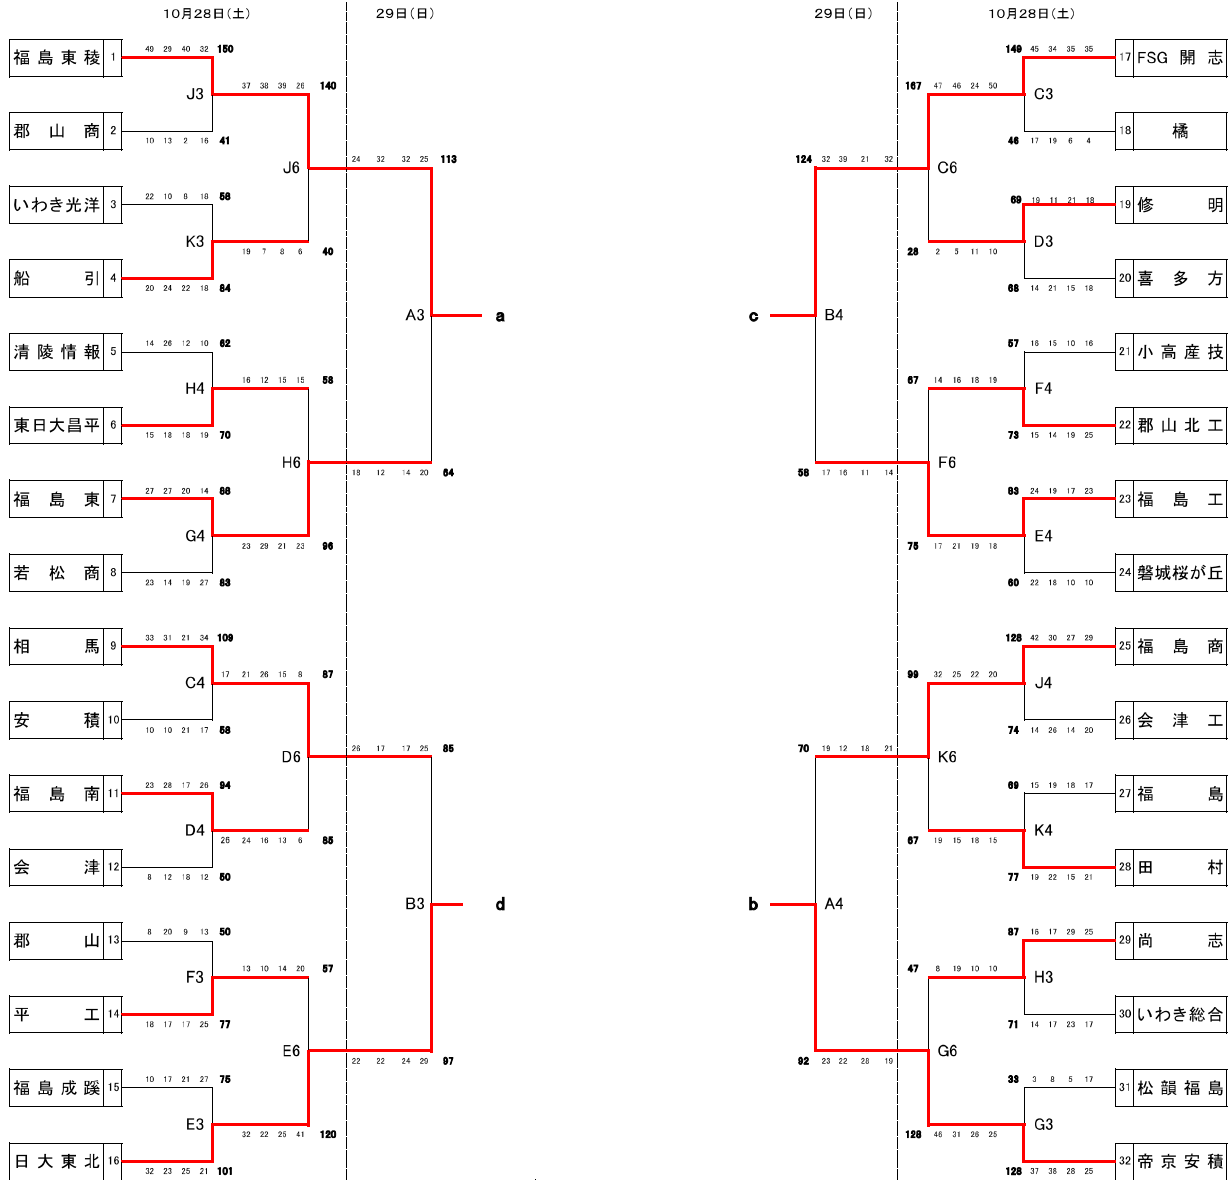 10月28日(土) 29日(日) 29日(日) 10月28日(土)
福島東稜 1 49 29 40 32 150
149 45 34 35 35 17 FSG 開志
J3 37 38 39 26 140
167 47 46 24 50 C3
郡山商 2 10 13 2 16 41
46 17 19 6 4 18 橘
J6 24 32 32 25 113
124 32 39 21 32 C6
いわき光洋 3 22 10 8 18 58
69 19 11 21 18 19 修明
K3 19 7 8 6 40
28 2 5 11 10 D3
船引 4 20 24 22 18 84
68 14 21 15 18 20 喜多方
A3 a
c B4
清陵情報 5 14 26 12 10 62
57 16 15 10 16 21 小高産技
H4 16 12 15 15 58
67 14 16 18 19 F4
東日大昌平 6 15 18 18 19 70
73 15 14 19 25 22 郡山北工
H6 18 12 14 20 64
58 17 16 11 14 F6
福島東 7 27 27 20 14 88
83 24 19 17 23 23 福島工
G4 23 29 21 23 96
75 17 21 19 18 E4
若松商 8 23 14 19 27 83
60 22 18 10 10 24 磐城桜が丘
相馬 9 33 31 21 34 109
128 42 30 27 29 25 福島商
C4 17 21 26 15 8 87
99 32 25 22 20 J4
安積 10 10 10 21 17 58
74 14 26 14 20 26 会津工
D6 26 17 17 25 85
70 19 12 18 21 K6
福島南 11 23 28 17 26 94
69 15 19 18 17 27 福島
D4 26 24 16 13 6 85
67 19 15 18 15 K4
会津 12 8 12 18 12 50
77 19 22 15 21 28 田村
B3 d
b A4
郡山 13 8 20 9 13 50
87 16 17 29 25 29 尚志
F3 13 10 14 20 57
47 8 19 10 10 H3
平工 14 18 17 17 25 77
71 14 17 23 17 30 いわき総合
E6 22 22 24 29 97
92 23 22 28 19 G6
福島成蹊 15 10 17 21 27 75
33 3 8 5 17 31 松韻福島
E3 32 22 25 41 120
128 46 31 26 25 G3
日大東北 16 32 23 25 21 101
128 37 38 28 25 32 帝京安積